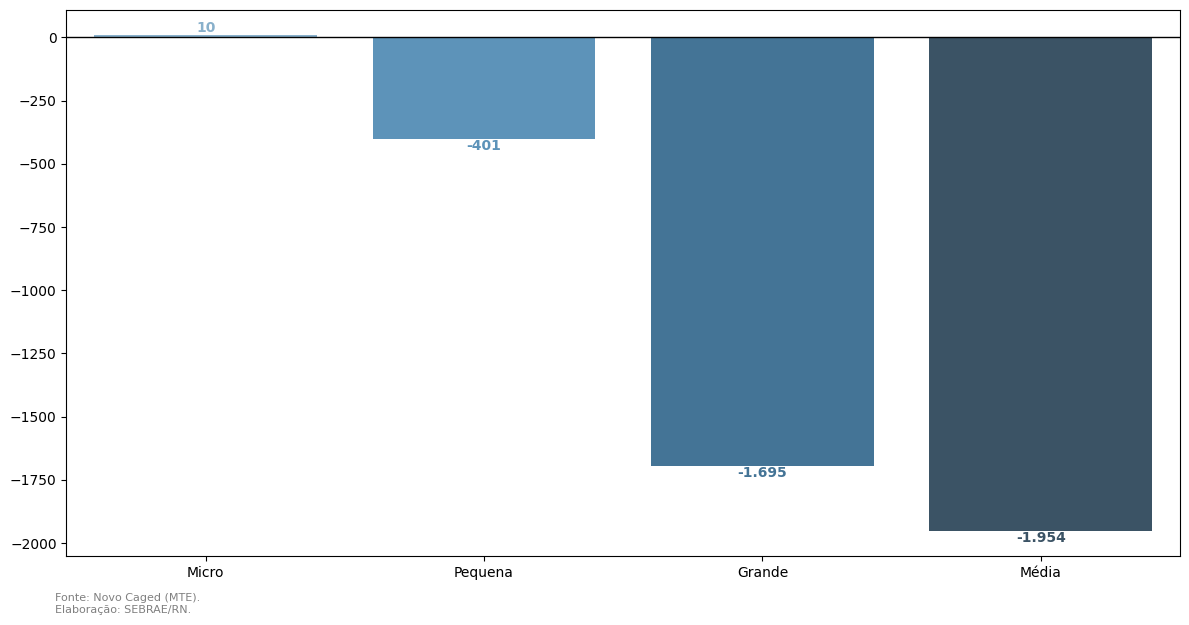 10
0
−250
-401
−500
−750
−1000
−1250
−1500
-1.695
−1750
-1.954
−2000
Micro
Pequena
Grande
Média
Fonte: Novo Caged (MTE).
Elaboração: SEBRAE/RN.